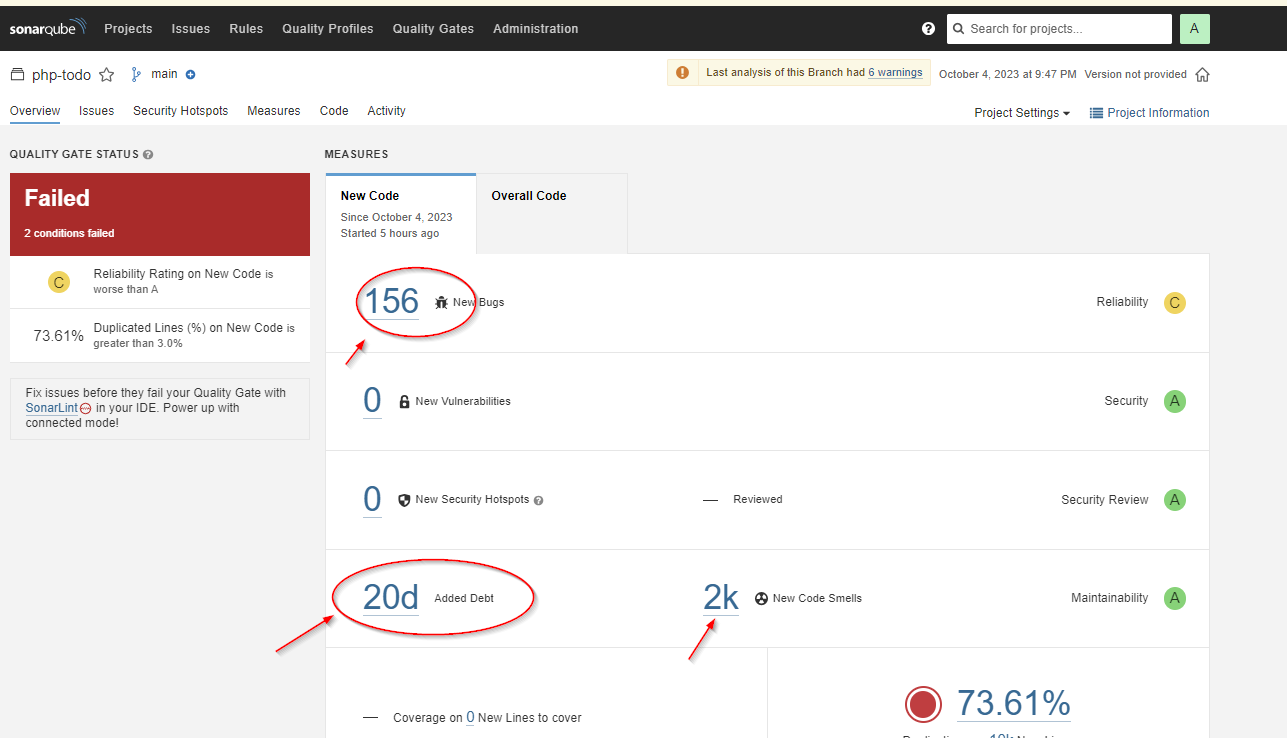 sonarqube Projects Issues Rules Quality Profiles Quality Gates Administration ? Search for projects... A
php-todo main Last analysis of this Branch had 6 warnings October 4, 2023 at 9:47 PM Version not provided
Overview Issues Security Hotspots Measures Code Activity Project Settings Project Information
QUALITY GATE STATUS ?
Failed
2 conditions failed
C Reliability Rating on New Code is
worse than A
73.61% Duplicated Lines (%) on New Code is
greater than 3.0%
Fix issues before they fail your Quality Gate with
SonarLint in your IDE. Power up with
connected mode!
MEASURES
New Code
Since October 4, 2023
Started 5 hours ago
Overall Code
156 New Bugs Reliability C
0 New Vulnerabilities Security A
0 New Security Hotspots ? — Reviewed Security Review A
20d Added Debt 2k New Code Smells Maintainability A
— Coverage on 0 New Lines to cover
73.61%